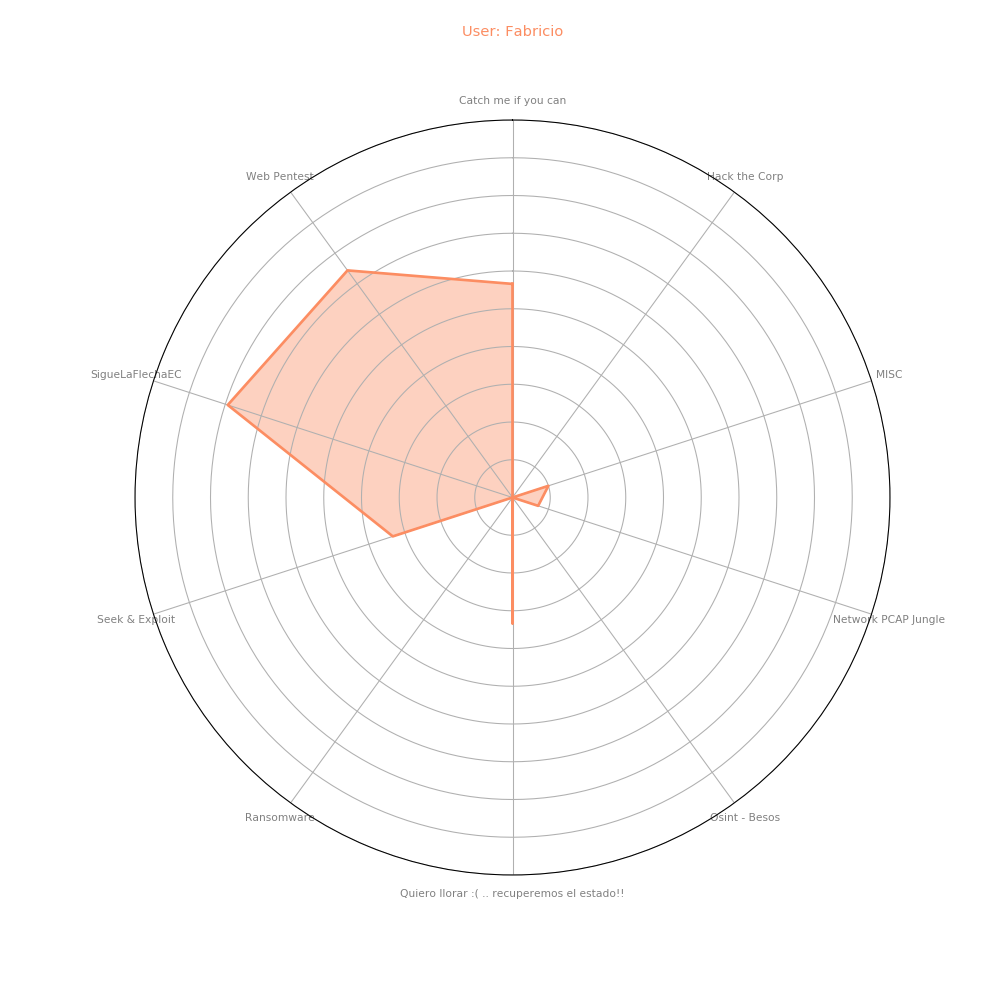 User: Fabricio
Catch me if you can
Web Pentest
Hack the Corp
SigueLaFlechaEC
MISC
Seek & Exploit
Network PCAP Jungle
Ransomware
Osint - Besos
Quiero llorar :( .. recuperemos el estado!!